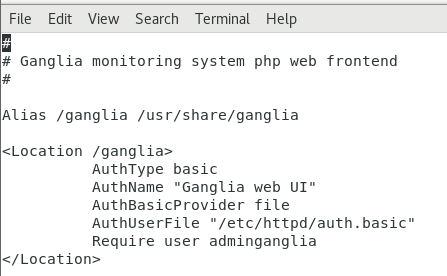 File Edit View Search Terminal Help
#
# Ganglia monitoring system php web frontend
#
Alias /ganglia /usr/share/ganglia
<Location /ganglia>
AuthType basic
AuthName "Ganglia web UI"
AuthBasicProvider file
AuthUserFile "/etc/httpd/auth.basic"
Require user adminganglia
</Location>